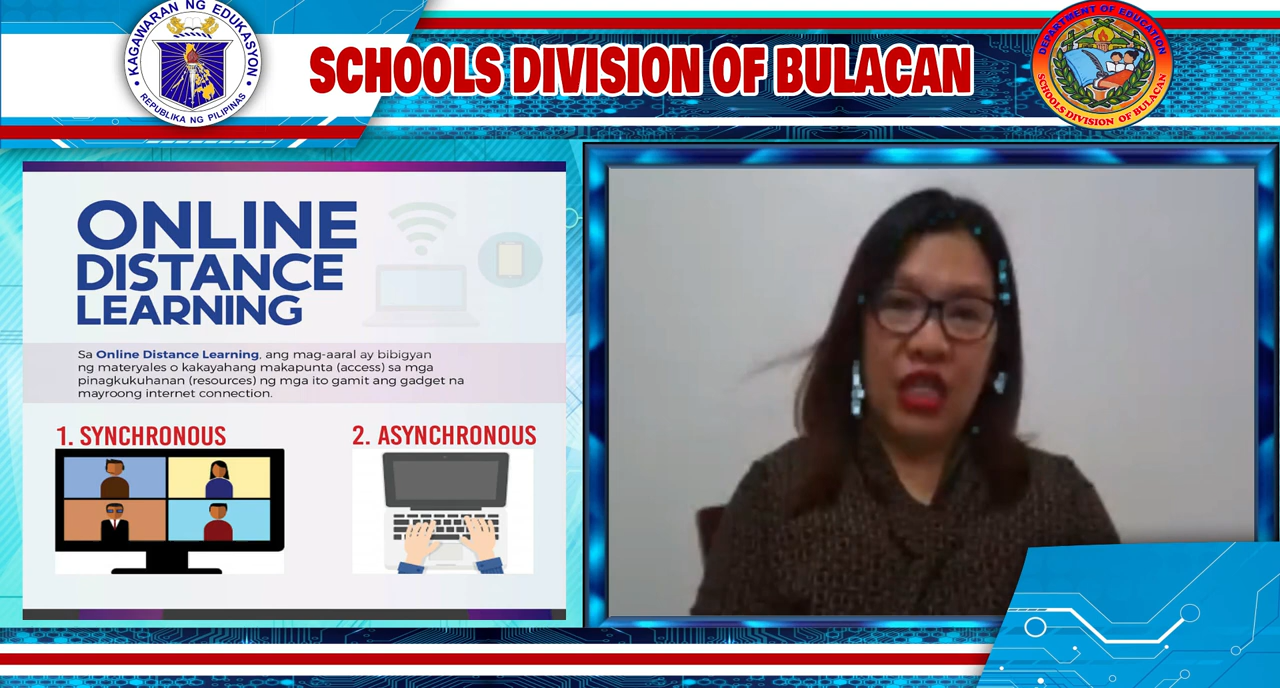 KAGAWARAN NG EDUKASYON
REPUBLIKA NG PILIPINAS
SCHOOLS DIVISION OF BULACAN
DEPARTMENT OF EDUCATION
SCHOOLS DIVISION OF BULACAN
ONLINE
DISTANCE
LEARNING
Sa Online Distance Learning, ang mag-aaral ay bibigyan
ng materyales o kakayahang makapunta (access) sa mga
pinagkukuhanan (resources) ng mga ito gamit ang gadget na
mayroong internet connection.
1. SYNCHRONOUS
2. ASYNCHRONOUS